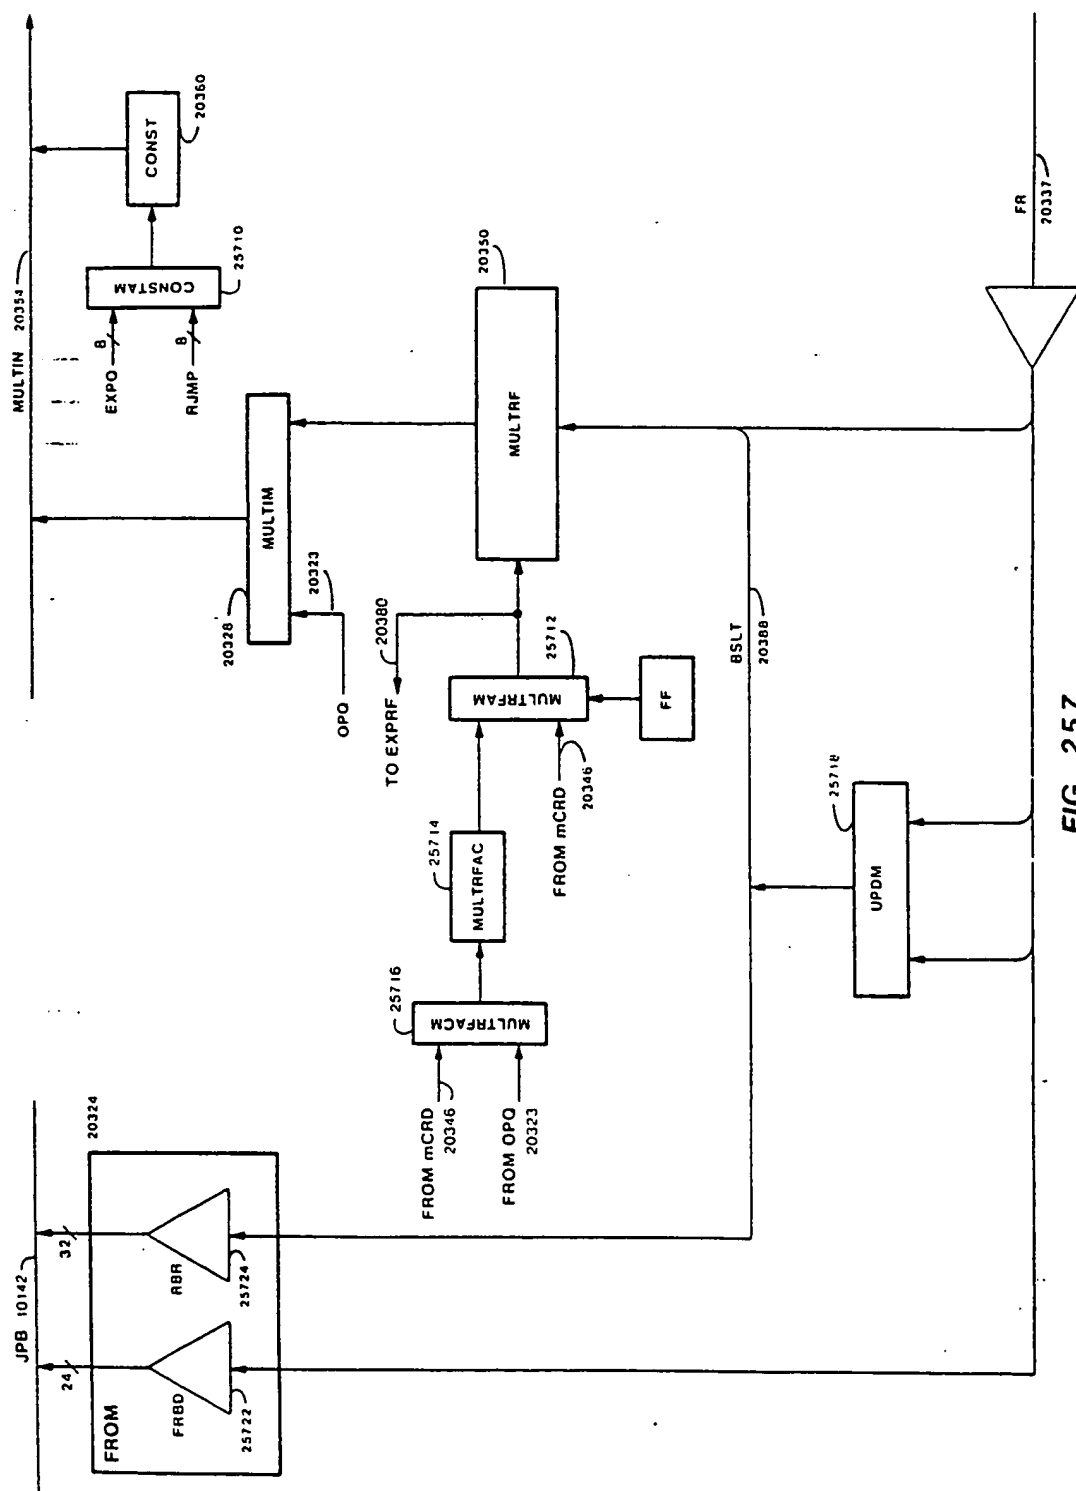 JPB 10142
24
32
FROM
20324
FRBD
25722
RBR
25724
MULTIN 20354
EXPQ
8
RJMP
8
CONSTAM
25710
CONST
20360
MULTIM
20328
20323
OPQ
TO EXPRF
20380
MULTRF
20350
FROM mCRD
20346
FROM OPQ
20323
MULTRFACM
25716
MULTRFAC
25714
MULTRFAM
25712
FROM mCRD
20346
FF
BSLT
20388
UPDM
25718
FR
20337
FIG 257